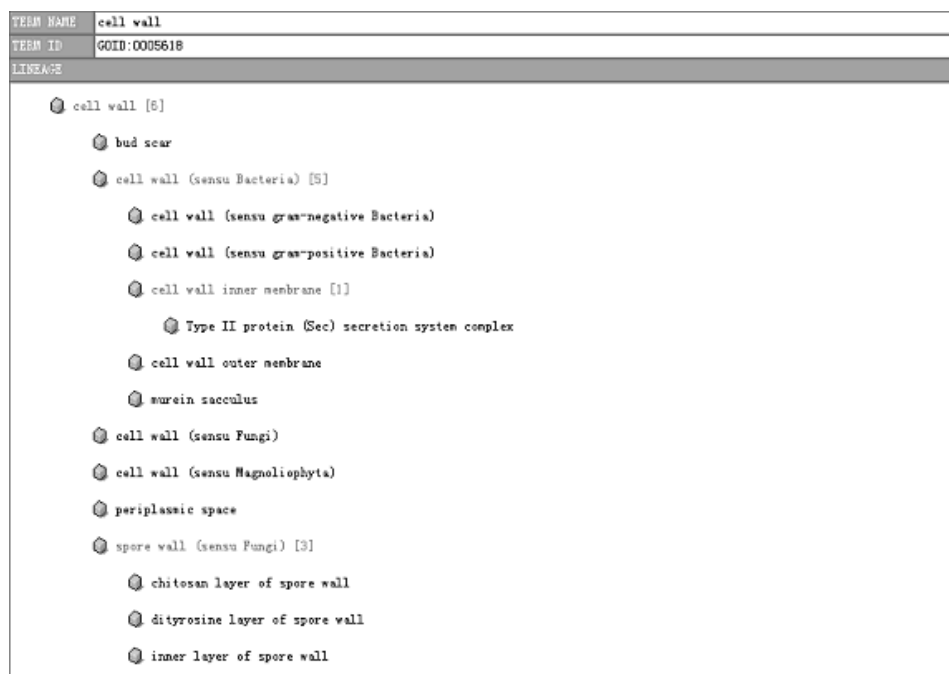 TERM NAME cell wall
TERM ID GOID:0005618
LINEAGE
cell wall [6]
bud scar
cell wall (sensu Bacteria) [5]
cell wall (sensu gram-negative Bacteria)
cell wall (sensu gram-positive Bacteria)
cell wall inner membrane [1]
Type II protein (Sec) secretion system complex
cell wall outer membrane
murein sacculus
cell wall (sensu Fungi)
cell wall (sensu Magnoliophyta)
periplasmic space
spore wall (sensu Fungi) [3]
chitosan layer of spore wall
dityrosine layer of spore wall
inner layer of spore wall